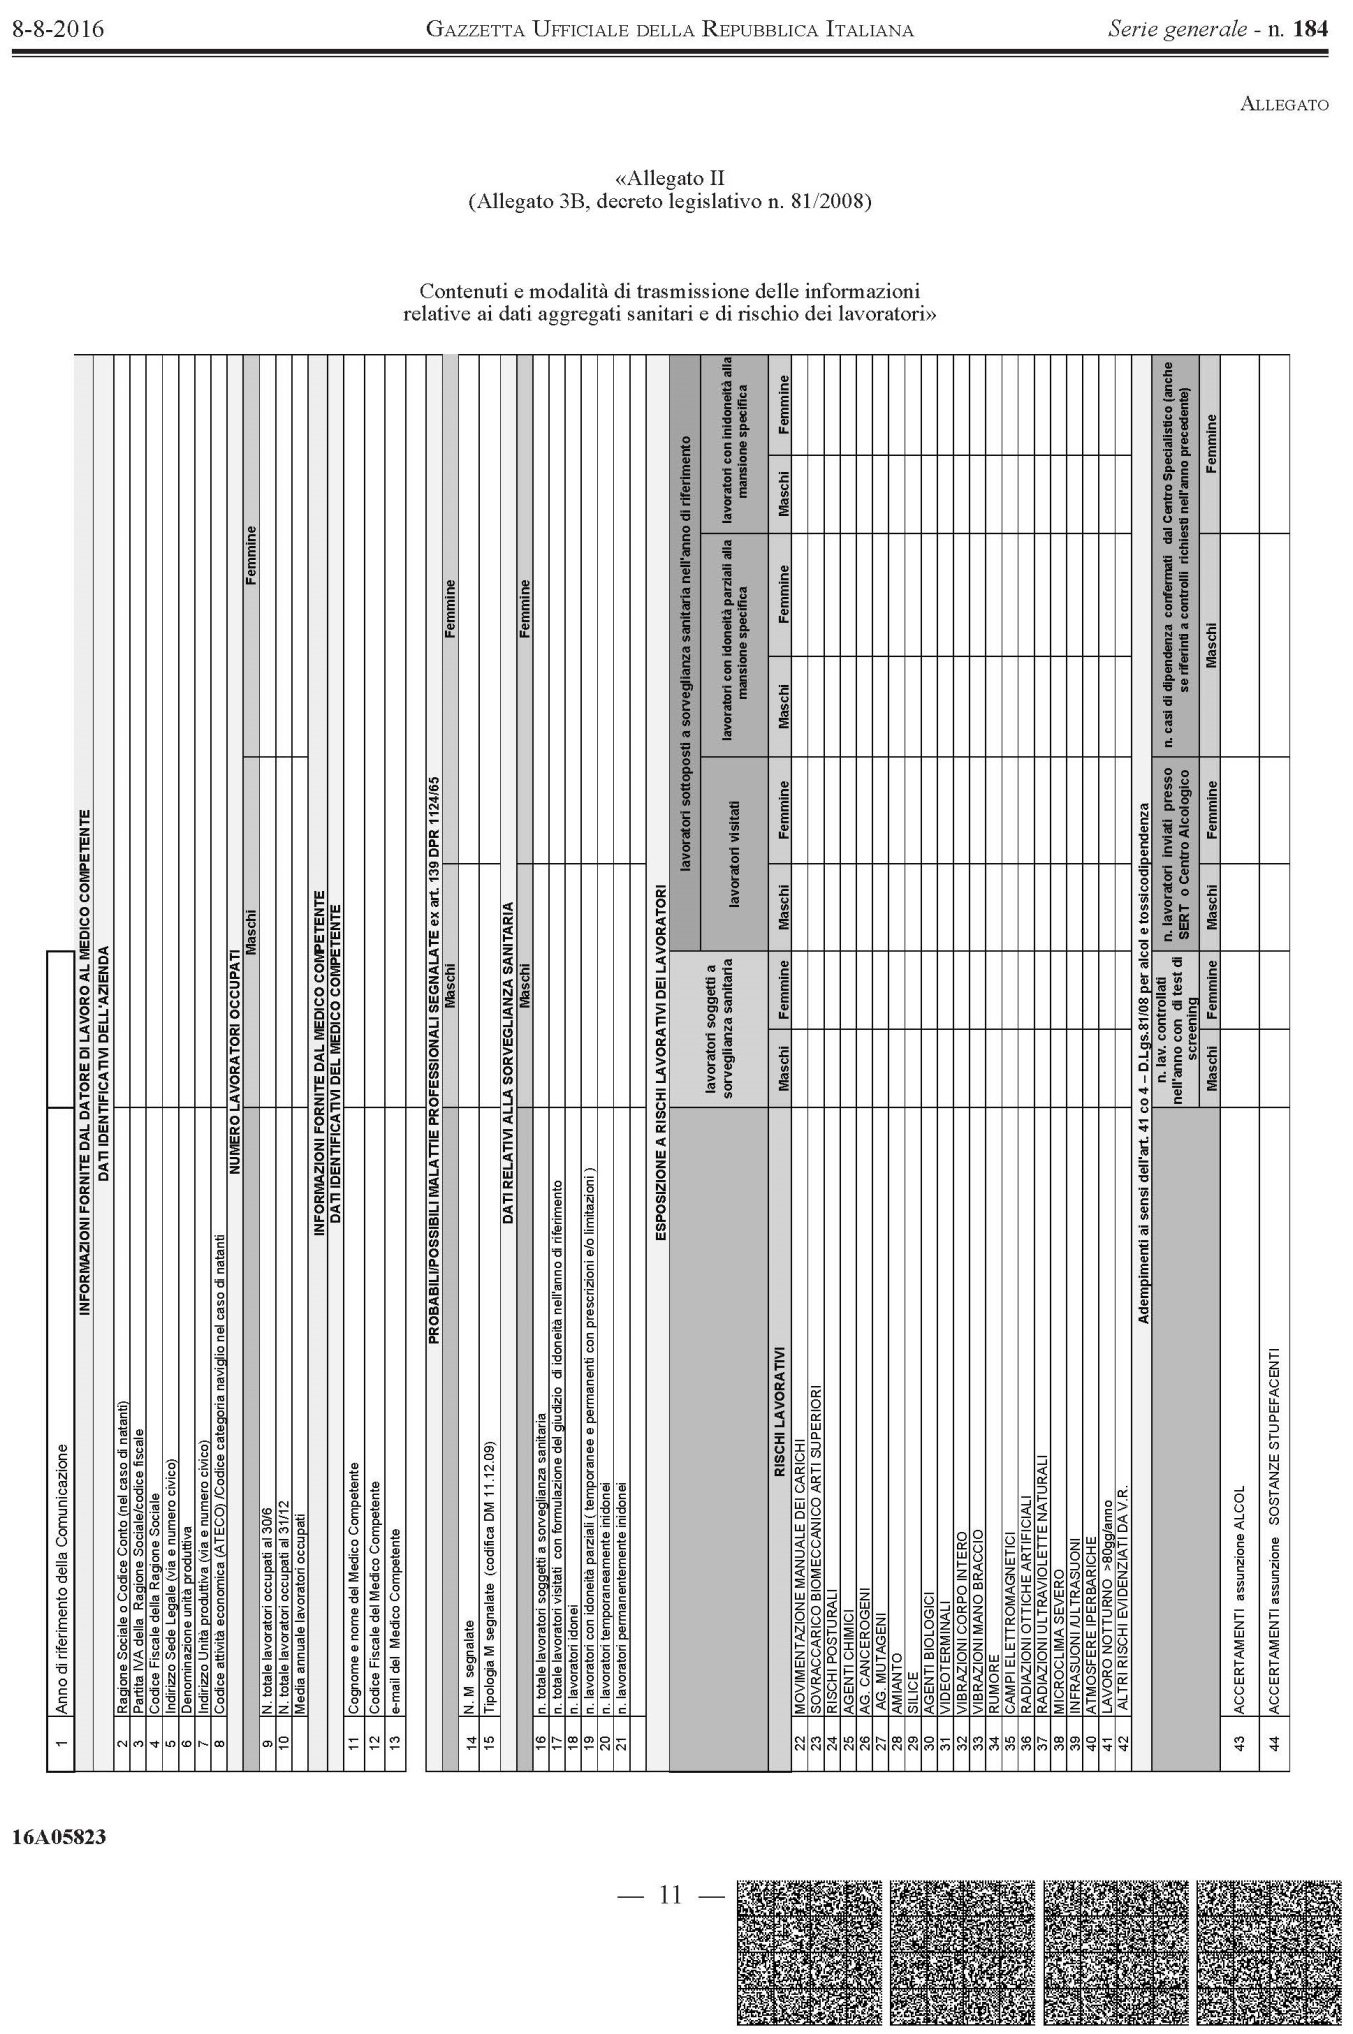 8-8-2016 GAZZETTA UFFICIALE DELLA REPUBBLICA ITALIANA Serie generale - n. 184
ALLEGATO
«Allegato II
(Allegato 3B, decreto legislativo n. 81/2008)
Contenuti e modalità di trasmissione delle informazioni
relative ai dati aggregati sanitari e di rischio dei lavoratori»
1 Anno di riferimento della Comunicazione
INFORMAZIONI FORNITE DAL DATORE DI LAVORO AL MEDICO COMPETENTE
DATI IDENTIFICATIVI DELL'AZIENDA
2 Ragione Sociale o Codice Conto (nel caso di natanti)
3 Partita IVA della Ragione Sociale/codice fiscale
4 Codice Fiscale della Ragione Sociale
5 Indirizzo Sede Legale (via e numero civico)
6 Denominazione unità produttiva
7 Indirizzo Unità produttiva (via e numero civico)
8 Codice attività economica (ATECO) /Codice categoria naviglio nel caso di natanti
NUMERO LAVORATORI OCCUPATI
Maschi Femmine
9 N. totale lavoratori occupati al 30/6
10 N. totale lavoratori occupati al 31/12
Media annuale lavoratori occupati
INFORMAZIONI FORNITE DAL MEDICO COMPETENTE
DATI IDENTIFICATIVI DEL MEDICO COMPETENTE
11 Cognome e nome del Medico Competente
12 Codice Fiscale del Medico Competente
13 e-mail del Medico Competente
PROBABILI/POSSIBILI MALATTIE PROFESSIONALI SEGNALATE ex art. 139 DPR 1124/65
Maschi Femmine
14 N. M segnalate
15 Tipologia M segnalate (codifica DM 11.12.09)
DATI RELATIVI ALLA SORVEGLIANZA SANITARIA
Maschi Femmine
16 n. totale lavoratori soggetti a sorveglianza sanitaria
17 n. totale lavoratori visitati con formulazione del giudizio di idoneità nell'anno di riferimento
18 n. lavoratori idonei
19 n. lavoratori con idoneità parziali ( temporanee e permanenti con prescrizioni e/o limitazioni )
20 n. lavoratori temporaneamente inidonei
21 n. lavoratori permanentemente inidonei
ESPOSIZIONE A RISCHI LAVORATIVI DEI LAVORATORI
lavoratori sottoposti a sorveglianza sanitaria nell'anno di riferimento
lavoratori soggetti a
sorveglianza sanitaria
lavoratori visitati
lavoratori con idoneità parziali alla
mansione specifica
lavoratori con inidoneità alla
mansione specifica
RISCHI LAVORATIVI Maschi Femmine Maschi Femmine Maschi Femmine Maschi Femmine
22 MOVIMENTAZIONE MANUALE DEI CARICHI
23 SOVRACCARICO BIOMECCANICO ARTI SUPERIORI
24 RISCHI POSTURALI
25 AGENTI CHIMICI
26 AG. CANCEROGENI
27 AG. MUTAGENI
28 AMIANTO
29 SILICE
30 AGENTI BIOLOGICI
31 VIDEOTERMINALI
32 VIBRAZIONI CORPO INTERO
33 VIBRAZIONI MANO BRACCIO
34 RUMORE
35 CAMPI ELETTROMAGNETICI
36 RADIAZIONI OTTICHE ARTIFICIALI
37 RADIAZIONI ULTRAVIOLETTE NATURALI
38 MICROCLIMA SEVERO
39 INFRASUONI /ULTRASUONI
40 ATMOSFERE IPERBARICHE
41 LAVORO NOTTURNO >80gg/anno
42 ALTRI RISCHI EVIDENZIATI DA V.R.
Adempimenti ai sensi dell'art. 41 co 4 – D.Lgs.81/08 per alcol e tossicodipendenza
n. lav. controllati
nell'anno con di test di
screening
n. lavoratori inviati presso
SERT o Centro Alcologico
n. casi di dipendenza confermati dal Centro Specialistico (anche
se riferinti a controlli richiesti nell'anno precedente)
Maschi Femmine Maschi Femmine Maschi Femmine
43 ACCERTAMENTI assunzione ALCOL
44 ACCERTAMENTI assunzione SOSTANZE STUPEFACENTI
16A05823
— 11 —